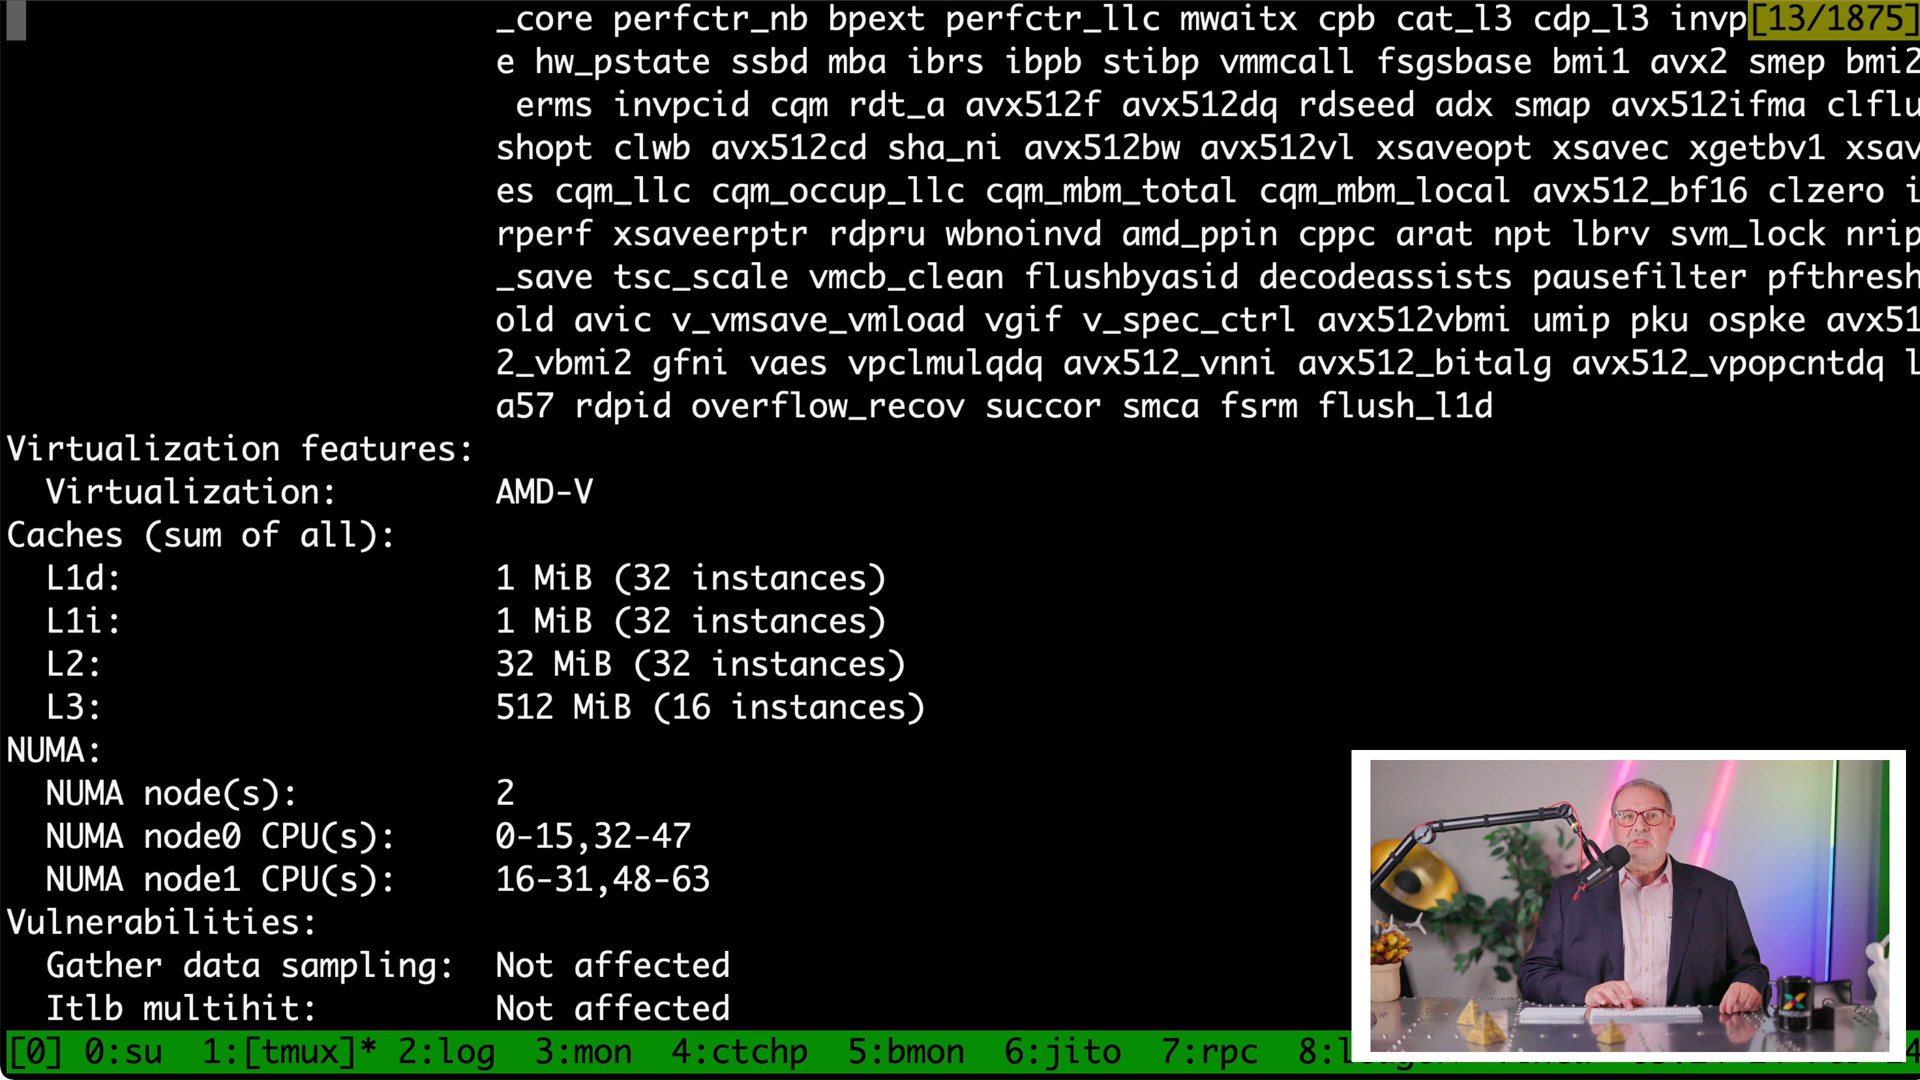 _core perfctr_nb bpext perfctr_llc mwaitx cpb cat_l3 cdp_l3 invp[13/1875]
e hw_pstate ssbd mba ibrs ibpb stibp vmmcall fsgsbase bmi1 avx2 smep bmi2
erms invpcid cqm rdt_a avx512f avx512dq rdseed adx smap avx512ifma clflu
shopt clwb avx512cd sha_ni avx512bw avx512vl xsaveopt xsavec xgetbv1 xsav
es cqm_llc cqm_occup_llc cqm_mbm_total cqm_mbm_local avx512_bf16 clzero i
rperf xsaveerptr rdpru wbnoinvd amd_ppin cppc arat npt lbrv svm_lock nrip
_save tsc_scale vmcb_clean flushbyasid decodeassists pausefilter pfthresh
old avic v_vmsave_vmload vgif v_spec_ctrl avx512vbmi umip pku ospke avx51
2_vbmi2 gfni vaes vpclmulqdq avx512_vnni avx512_bitalg avx512_vpopcntdq l
a57 rdpid overflow_recov succor smca fsrm flush_l1d
Virtualization features:
Virtualization: AMD-V
Caches (sum of all):
L1d: 1 MiB (32 instances)
L1i: 1 MiB (32 instances)
L2: 32 MiB (32 instances)
L3: 512 MiB (16 instances)
NUMA:
NUMA node(s): 2
NUMA node0 CPU(s): 0-15,32-47
NUMA node1 CPU(s): 16-31,48-63
Vulnerabilities:
Gather data sampling: Not affected
Itlb multihit: Not affected
[0] 0:su 1:[tmux]* 2:log 3:mon 4:ctchp 5:bmon 6:jito 7:rpc